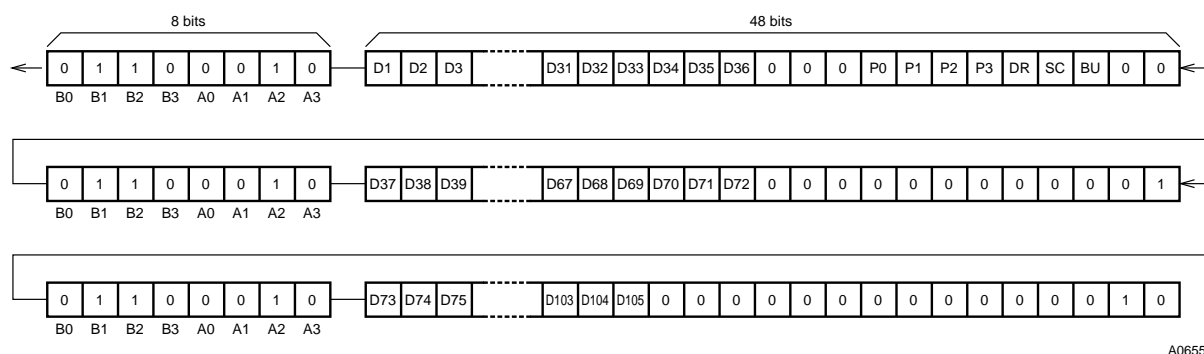 8 bits 48 bits
0 1 1 0 0 0 1 0 D1 D2 D3 D31 D32 D33 D34 D35 D36 0 0 0 P0 P1 P2 P3 DR SC BU 0 0
B0 B1 B2 B3 A0 A1 A2 A3
0 1 1 0 0 0 1 0 D37 D38 D39 D67 D68 D69 D70 D71 D72 0 0 0 0 0 0 0 0 0 0 0 1
B0 B1 B2 B3 A0 A1 A2 A3
0 1 1 0 0 0 1 0 D73 D74 D75 D103 D104 D105 0 0 0 0 0 0 0 0 0 0 0 0 0 1 0
B0 B1 B2 B3 A0 A1 A2 A3
A0655